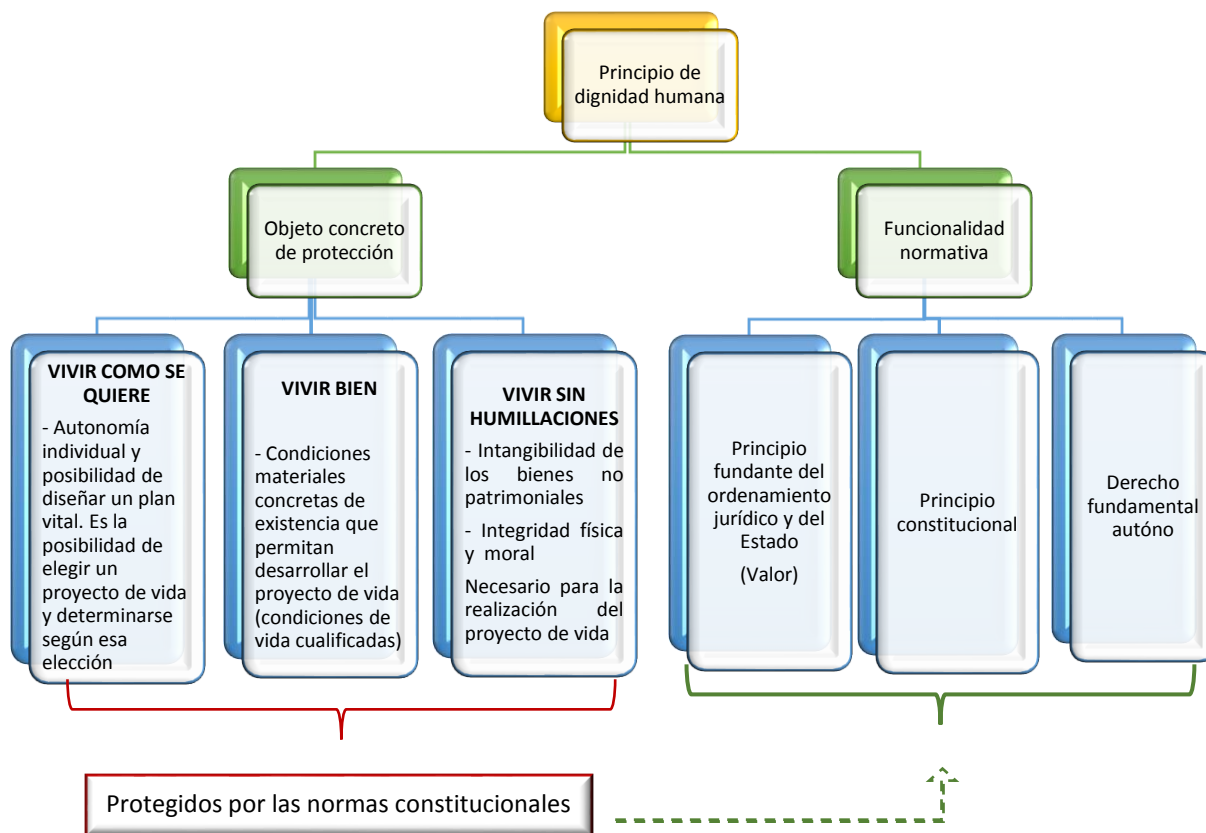 Principio de
dignidad humana
Objeto concreto
de protección
Funcionalidad
normativa
VIVIR COMO SE
QUIERE
- Autonomía
individual y
posibilidad de
diseñar un plan
vital. Es la
posibilidad de
elegir un
proyecto de vida
y determinarse
según esa
elección
VIVIR BIEN
- Condiciones
materiales
concretas de
existencia que
permitan
desarrollar el
proyecto de vida
(condiciones de
vida cualificadas)
VIVIR SIN
HUMILLACIONES
- Intangibilidad de
los bienes no
patrimoniales
- Integridad física
y moral
Necesario para la
realización del
proyecto de vida
Principio
fundante del
ordenamiento
jurídico y del
Estado
(Valor)
Principio
constitucional
Derecho
fundamental
autóno
Protegidos por las normas constitucionales